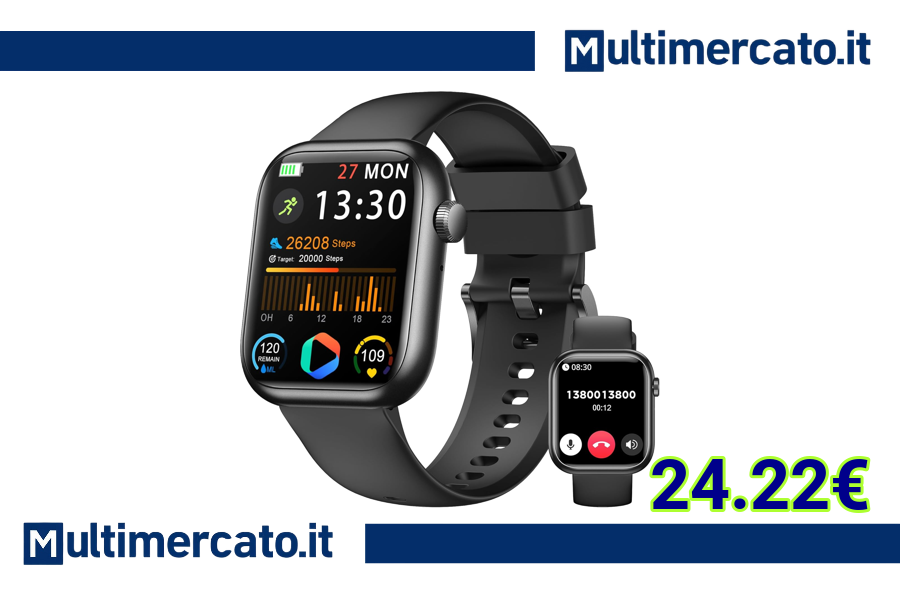 Multimercato.it
27 MON
13:30
26208 Steps
Target: 20000 Steps
0H 6 12 18 23
120
REMAIN
ML
109
08:30
1380013800
00:12
24.22€
Multimercato.it